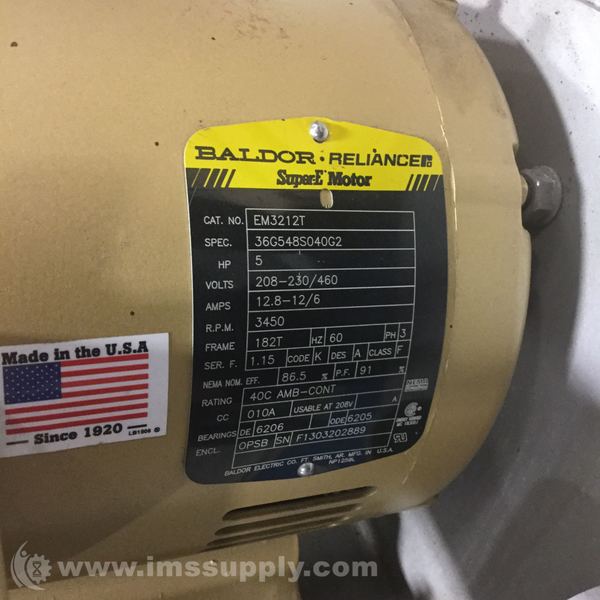 BALDOR • RELIANCE
Super-E Motor
CAT. NO. EM3212T
SPEC. 36G548S040G2
HP 5
VOLTS 208-230/460
AMPS 12.8-12/6
R.P.M. 3450
FRAME 182T HZ 60 PH 3
SER. F. 1.15 CODE K DES A CLASS F
NEMA NOM. EFF. 86.5 % P.F. 91 %
RATING 40C AMB-CONT
CC 010A USABLE AT 208V A
BEARINGS DE 6206 ODE 6205
ENCL. OPSB SN F1303202889
BALDOR ELECTRIC CO. FT. SMITH, AR. MFG. IN U.S.A.
NP1256L
Made in the U.S.A
Since 1920
www.imssupply.com